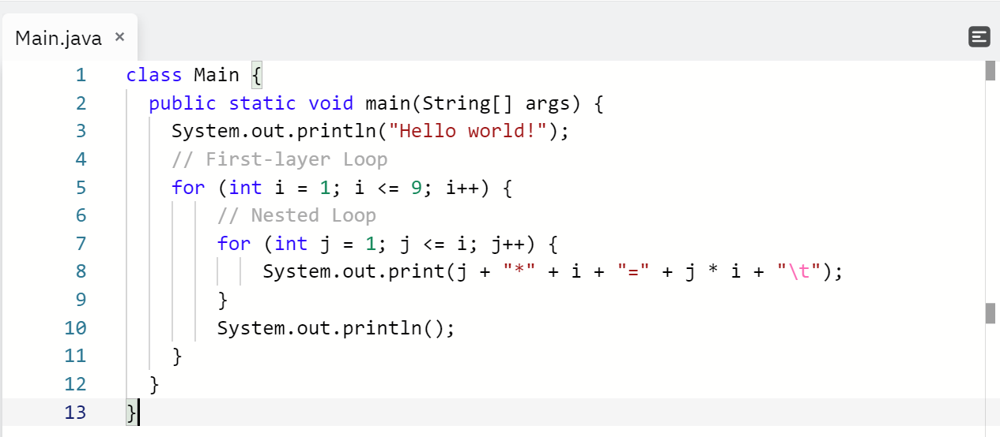 Main.java ×
1 class Main {
2   public static void main(String[] args) {
3     System.out.println("Hello world!");
4     // First-layer Loop
5     for (int i = 1; i <= 9; i++) {
6         // Nested Loop
7         for (int j = 1; j <= i; j++) {
8             System.out.print(j + "*" + i + "=" + j * i + "\t");
9         }
10         System.out.println();
11     }
12   }
13 }